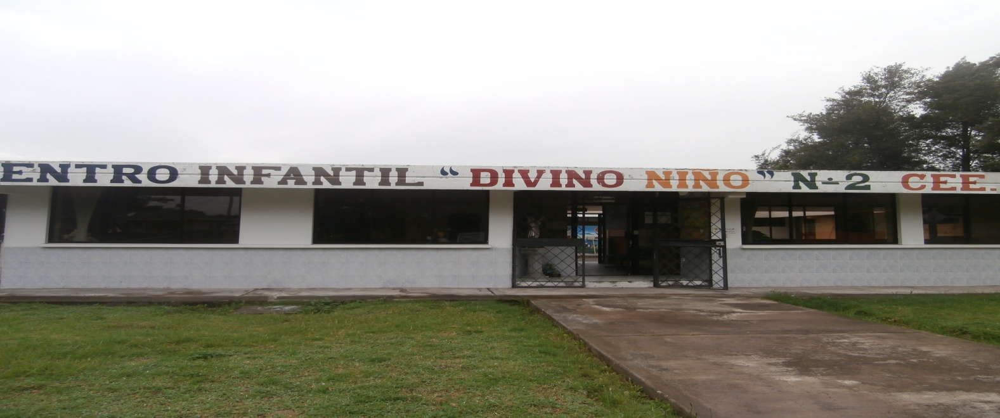 ENTRO INFANTIL “DIVINO NIÑO” N-2 CEE.